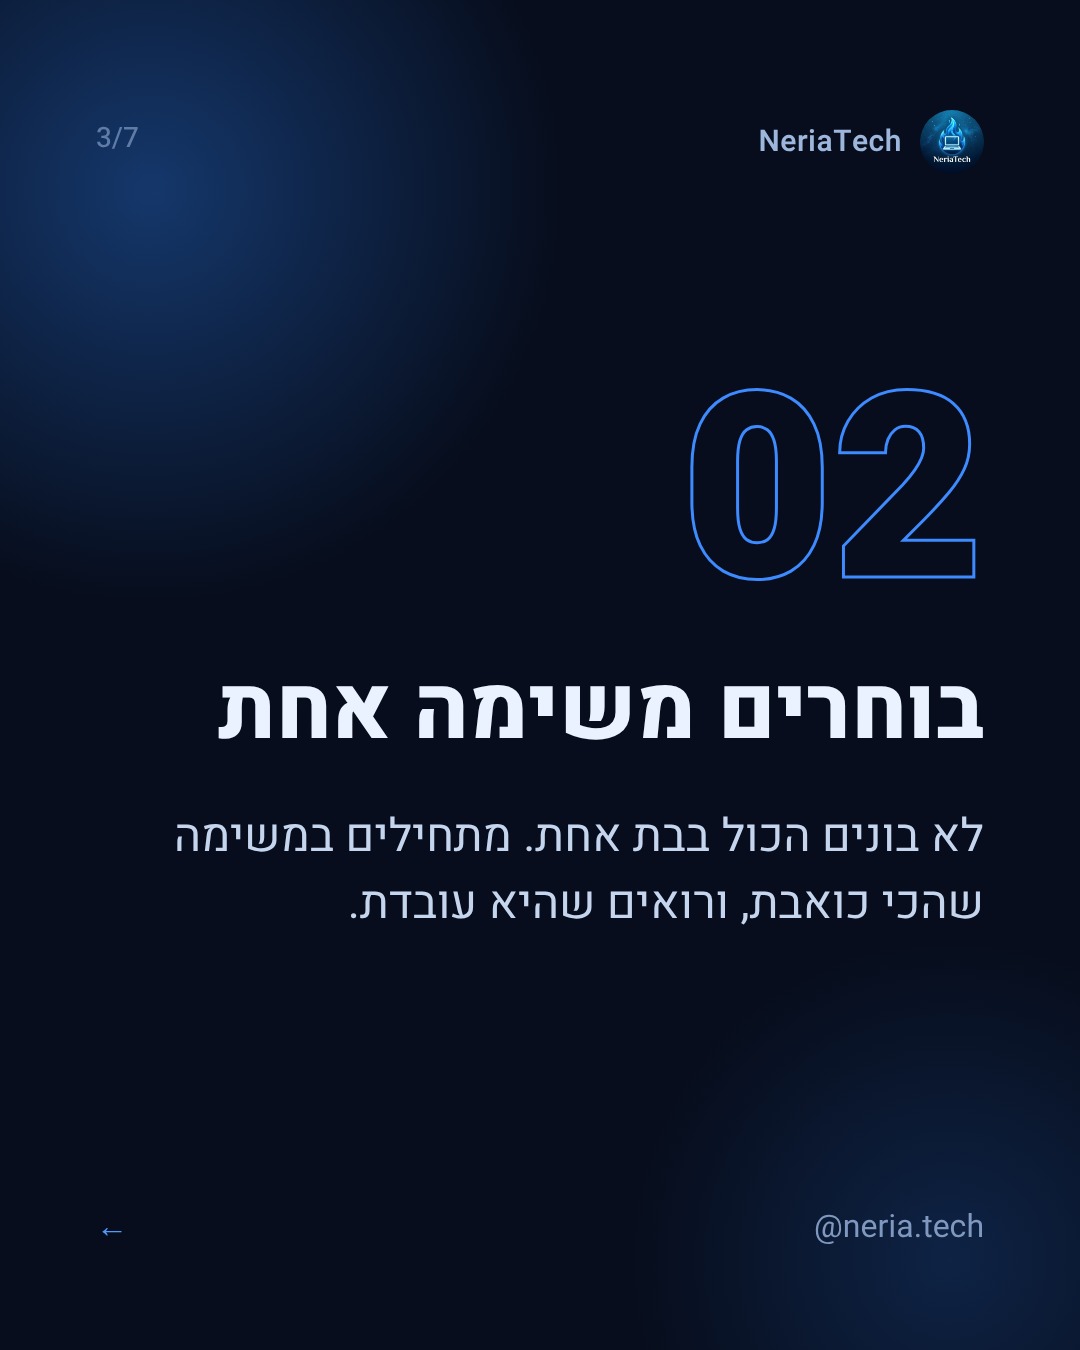 NeriaTech
NeriaTech
3/7
02
בוחרים משימה אחת
לא בונים הכול בבת אחת. מתחילים במשימה
שהכי כואבת, ורואים שהיא עובדת.
@neria.tech
←